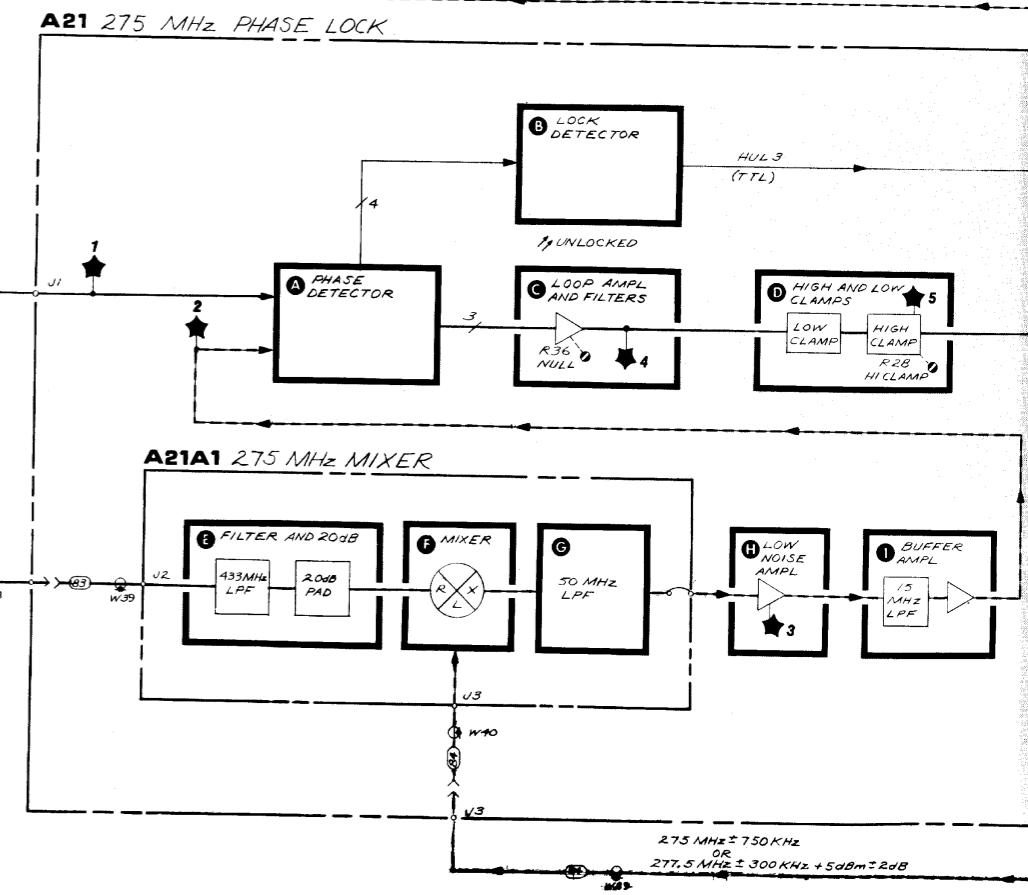 A21 275 MHz PHASE LOCK
B LOCK
DETECTOR
HUL3
(TTL)
4
UNLOCKED
1
J1
2
A PHASE
DETECTOR
3
C LOOP AMPL
AND FILTERS
R36
NULL
4
D HIGH AND LOW
CLAMPS
5
LOW
CLAMP
HIGH
CLAMP
R28
HI CLAMP
A21A1 275 MHz MIXER
83
W39
J2
E FILTER AND 20dB
433MHz
LPF
20dB
PAD
F MIXER
R X
L
G
50 MHz
LPF
H LOW
NOISE
AMPL
3
I BUFFER
AMPL
15
MHz
LPF
J3
W40
84
J3
275 MHz ± 750 KHz
OR
277.5 MHz ± 300 KHz +5dBm ± 2dB